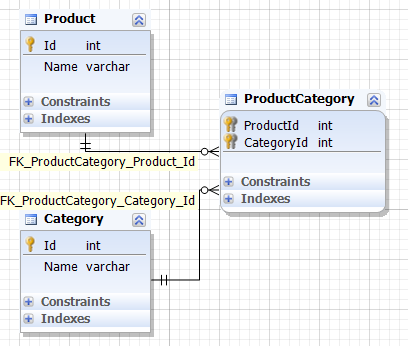 Product
Id int
Name varchar
Constraints
Indexes
ProductCategory
ProductId int
CategoryId int
Constraints
Indexes
FK_ProductCategory_Product_Id
FK_ProductCategory_Category_Id
Category
Id int
Name varchar
Constraints
Indexes